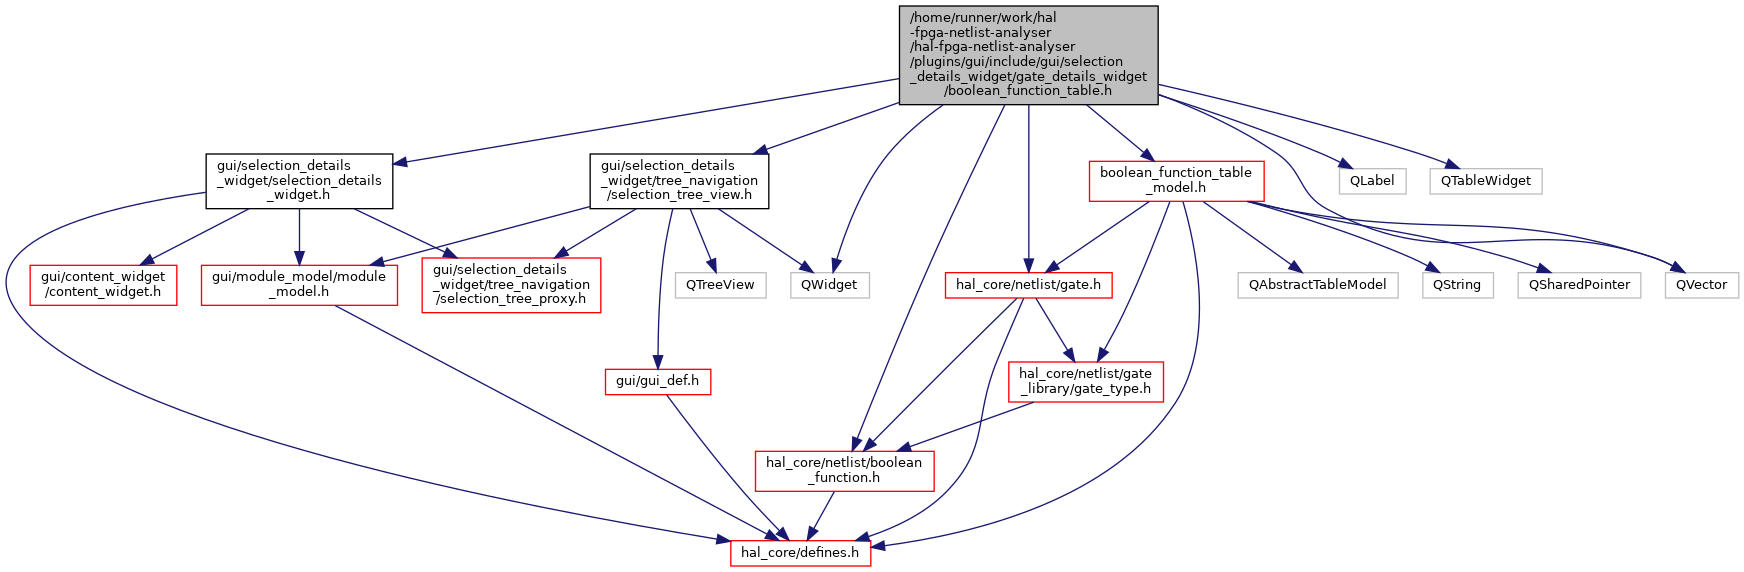 /home/runner/work/hal
-fpga-netlist-analyser
/hal-fpga-netlist-analyser
/plugins/gui/include/gui/selection
_details_widget/gate_details_widget
/boolean_function_table.h
gui/selection_details
_widget/selection_details
_widget.h
gui/selection_details
_widget/tree_navigation
/selection_tree_view.h
boolean_function_table
_model.h
QLabel
QTableWidget
gui/content_widget
/content_widget.h
gui/module_model/module
_model.h
gui/selection_details
_widget/tree_navigation
/selection_tree_proxy.h
QTreeView
QWidget
hal_core/netlist/gate.h
QAbstractTableModel
QString
QSharedPointer
QVector
gui/gui_def.h
hal_core/netlist/gate
_library/gate_type.h
hal_core/netlist/boolean
_function.h
hal_core/defines.h